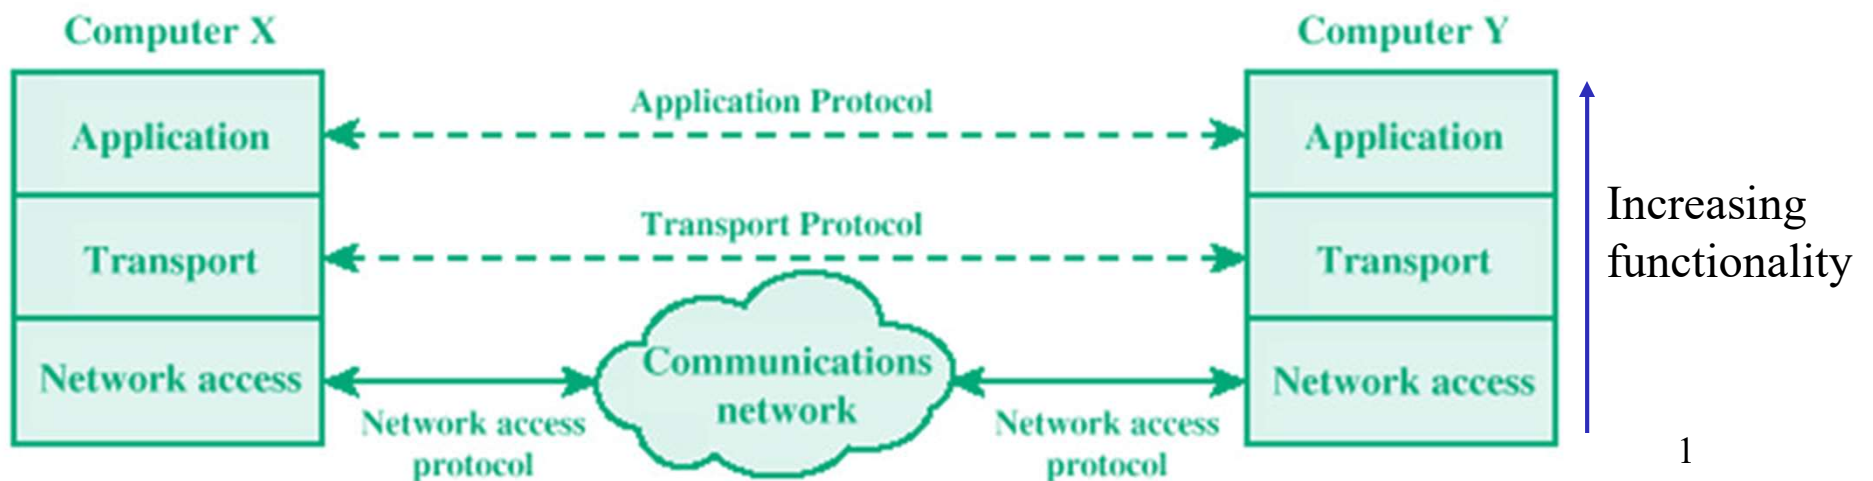 Computer X
Computer Y
Application
Application Protocol
Application
Transport
Transport Protocol
Transport
Increasing
functionality
Network access
Communications
network
Network access
Network access
protocol
Network access
protocol
1